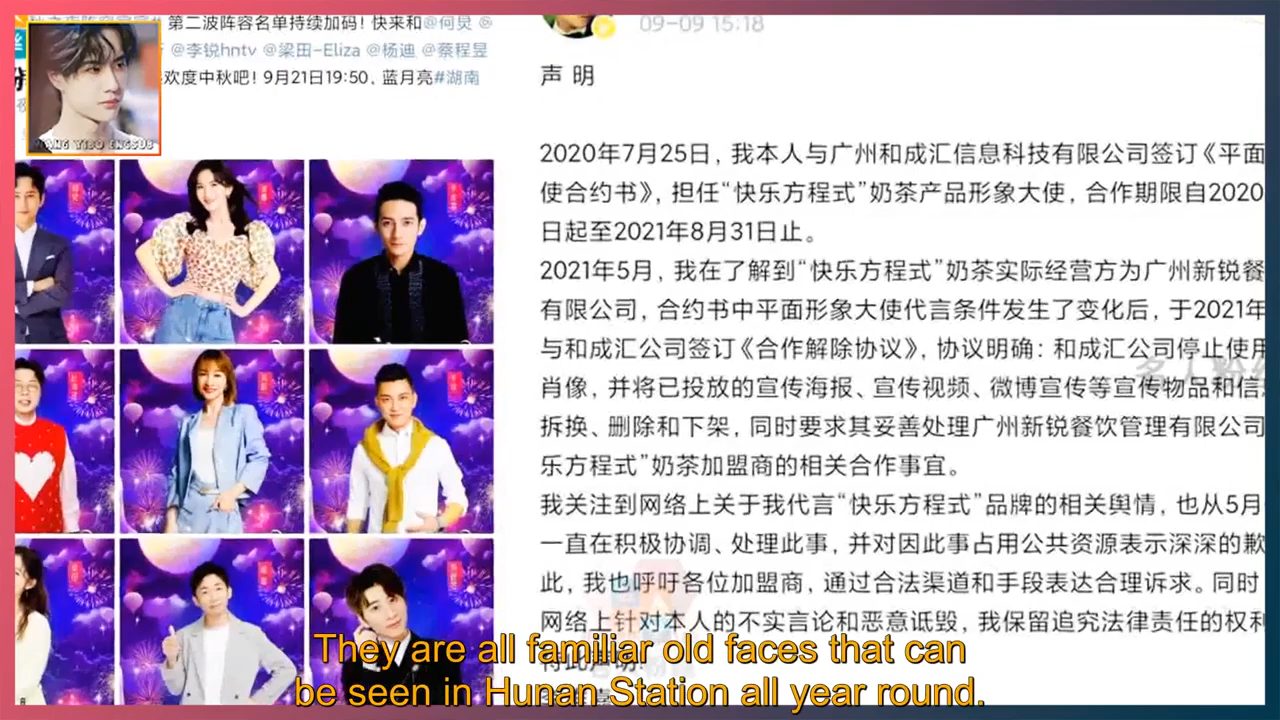 第二波阵容名单持续加码！快来和@何炅 @
@李锐hntv @梁田-Eliza @杨迪 @蔡程昱
欢度中秋吧！9月21日19:50，蓝月亮#湖南
WANG YIBO ENGSUB
09-09 15:18
声 明
2020年7月25日，我本人与广州和成汇信息科技有限公司签订《平面
使合约书》，担任“快乐方程式”奶茶产品形象大使，合作期限自2020
日起至2021年8月31日止。
2021年5月，我在了解到“快乐方程式”奶茶实际经营方为广州新锐餐
有限公司，合约书中平面形象大使代言条件发生了变化后，于2021年
与和成汇公司签订《合作解除协议》，协议明确：和成汇公司停止使用
肖像，并将已投放的宣传海报、宣传视频、微博宣传等宣传物品和信
拆换、删除和下架，同时要求其妥善处理广州新锐餐饮管理有限公司
乐方程式”奶茶加盟商的相关合作事宜。
我关注到网络上关于我代言“快乐方程式”品牌的相关舆情，也从5月
一直在积极协调、处理此事，并对因此事占用公共资源表示深深的歉
此，我也呼吁各位加盟商，通过合法渠道和手段表达合理诉求。同时
网络上针对本人的不实言论和恶意诋毁，我保留追究法律责任的权利
特此声明！
They are all familiar old faces that can
be seen in Hunan Station all year round.